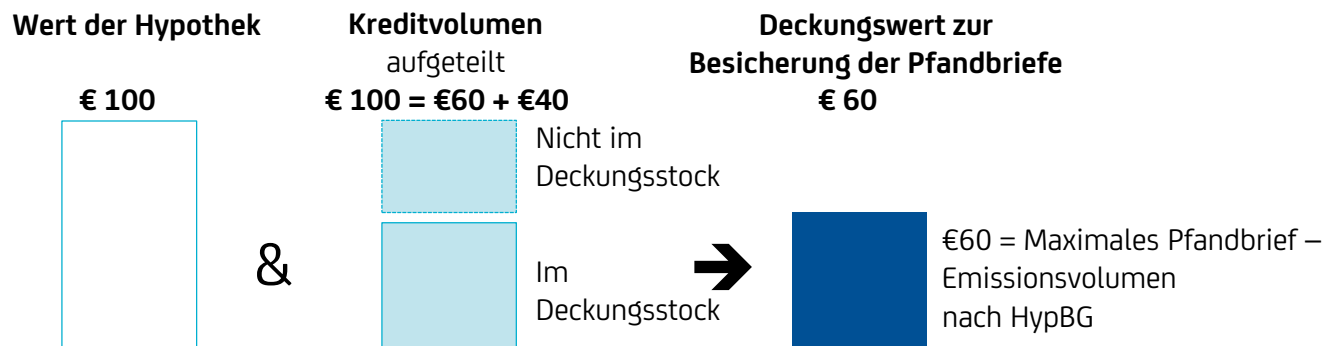 Wert der Hypothek
€ 100
Kreditvolumen
aufgeteilt
€ 100 = €60 + €40
Deckungswert zur
Besicherung der Pfandbriefe
€ 60
Nicht im
Deckungsstock
&
Im
Deckungsstock
➔
€60 = Maximales Pfandbrief –
Emissionsvolumen
nach HypBG